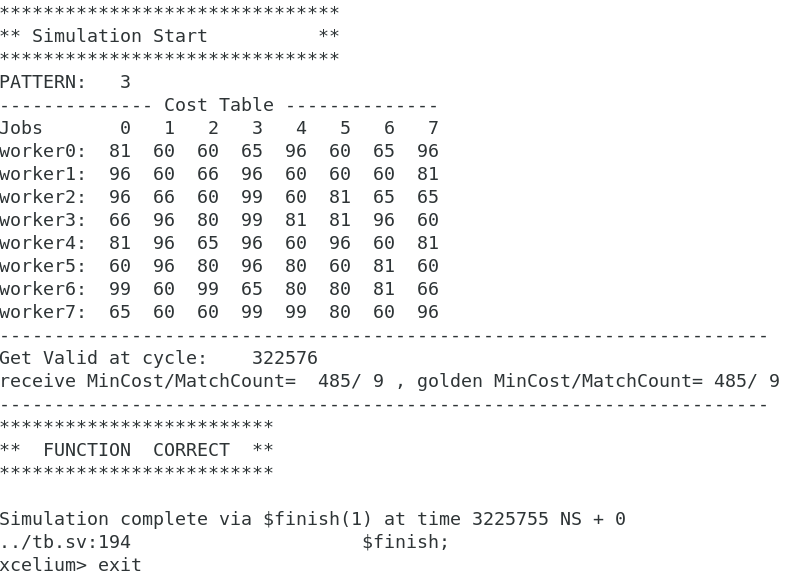 *******************************
** Simulation Start          **
*******************************
PATTERN:   3
-------------- Cost Table --------------
Jobs       0   1   2   3   4   5   6   7
worker0:  81  60  60  65  96  60  65  96
worker1:  96  60  66  96  60  60  60  81
worker2:  96  66  60  99  60  81  65  65
worker3:  66  96  80  99  81  81  96  60
worker4:  81  96  65  96  60  96  60  81
worker5:  60  96  80  96  80  60  81  60
worker6:  99  60  99  65  80  80  81  66
worker7:  65  60  60  99  99  80  60  96
----------------------------------------------------------------------
Get Valid at cycle:    322576
receive MinCost/MatchCount=  485/ 9 , golden MinCost/MatchCount= 485/ 9
----------------------------------------------------------------------
*************************
**  FUNCTION  CORRECT  **
*************************
Simulation complete via $finish(1) at time 3225755 NS + 0
../tb.sv:194                     $finish;
xcelium> exit